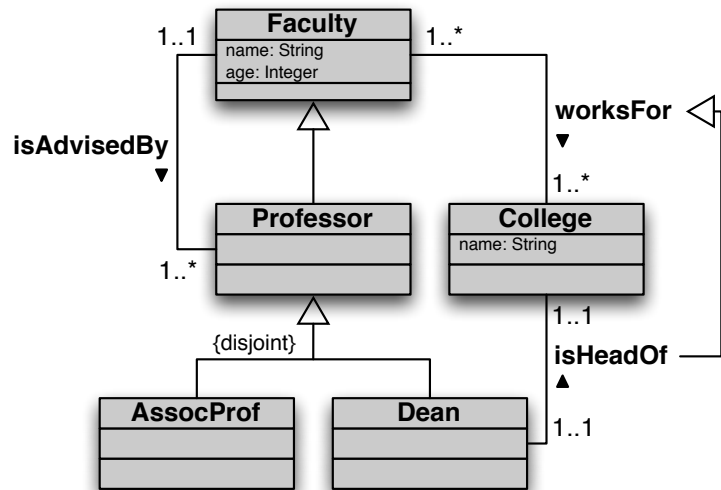 Faculty
1..1
name: String
1..*
age: Integer
worksFor
isAdvisedBy
▼
▼
1..*
Professor
College
name: String
1..*
1..1
{disjoint}
isHeadOf
▲
AssocProf
Dean
1..1